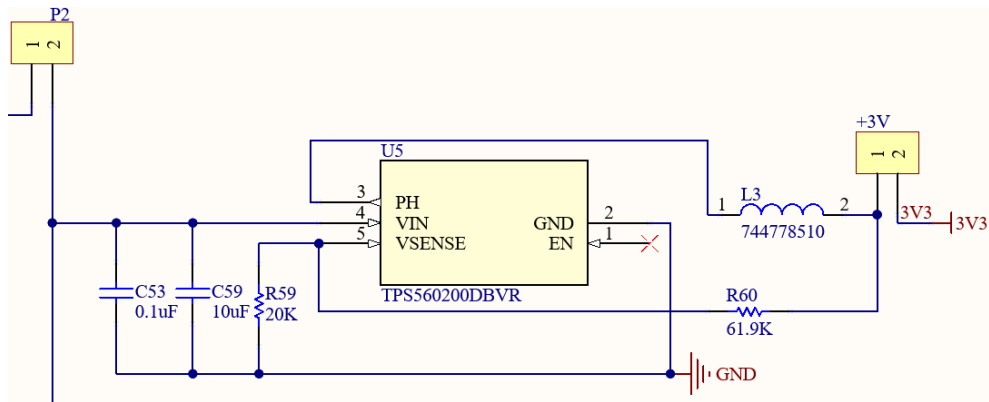 P2
1 2
+3V
1 2
U5
3 PH
4 VIN
5 VSENSE
GND 2
EN 1
TPS560200DBVR
1 L3 2
744778510
3V3
3V3
C53
0.1uF
C59
10uF
R59
20K
R60
61.9K
GND